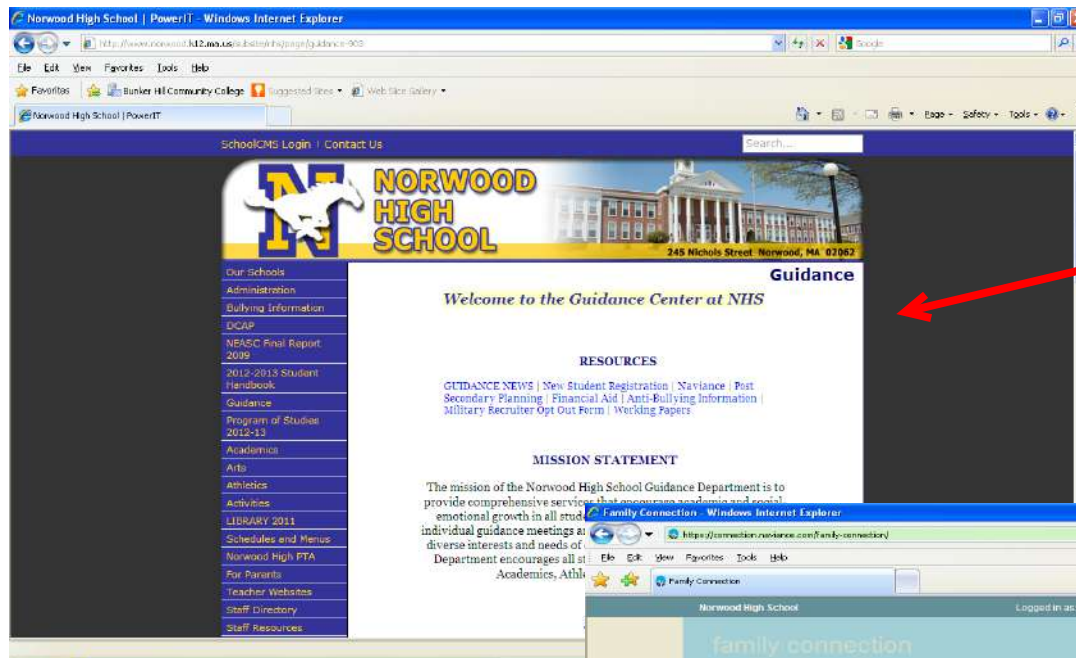 Norwood High School | PowerIT - Windows Internet Explorer
File Edit View Favorites Tools Help
Favorites Bunker Hill Community College Suggested Sites Web Slice Gallery
Norwood High School | PowerIT
Page Safety Tools
SchoolCMS Login | Contact Us
Search...
NORWOOD
HIGH
SCHOOL
245 Nichols Street Norwood, MA 02062
Our Schools
Administration
Bullying Information
DCAP
NEASC Final Report
2009
2012-2013 Student
Handbook
Guidance
Program of Studies
2012-13
Academics
Arts
Athletics
Activities
LIBRARY 2011
Schedules and Menus
Norwood High PTA
For Parents
Teacher Websites
Staff Directory
Staff Resources
Guidance
Welcome to the Guidance Center at NHS
RESOURCES
GUIDANCE NEWS | New Student Registration | Naviance | Post
Secondary Planning | Financial Aid | Anti-Bullying Information |
Military Recruiter Opt Out Form | Working Papers
MISSION STATEMENT
The mission of the Norwood High School Guidance Department is to
provide comprehensive services that encourage academic and social
emotional growth in all
individual guidance meetings
diverse interests and needs of
Department encourages all
Academics,
Family Connection - Windows Internet Explorer
https://connection.naviance.com/family-connection/
File Edit View Favorites Tools Help
Family Connection
Norwood High School
Logged in as
family connection